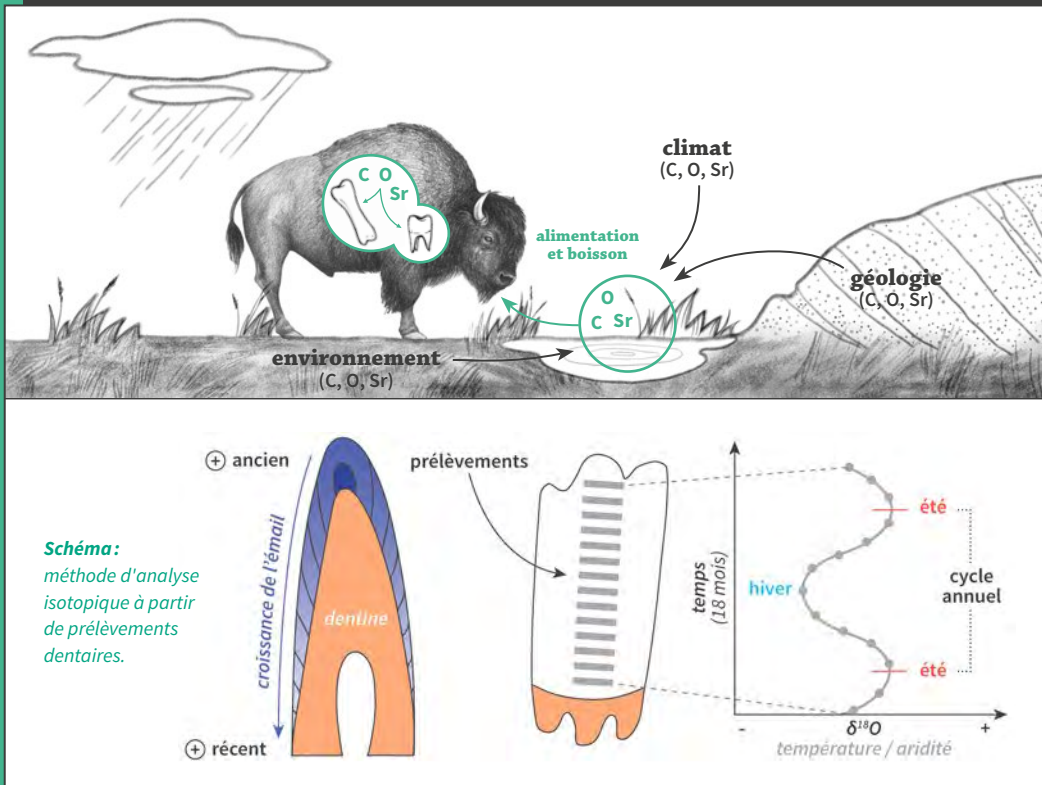 climat
(C, O, Sr)
C O
Sr
alimentation
et boisson
géologie
(C, O, Sr)
O
C Sr
environnement
(C, O, Sr)
+ ancien
prélèvements
été
croissance de l'émail
Schéma :
méthode d'analyse
isotopique à partir
de prélèvements
dentaires.
dentine
temps
(18 mois)
hiver
cycle
annuel
été
+ récent
- δ¹⁸O +
température / aridité